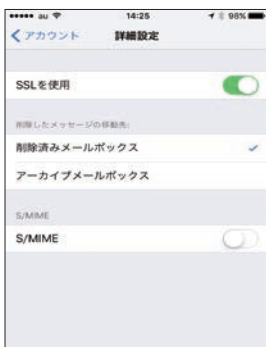 au 14:25 98%
アカウント 詳細設定
SSLを使用
削除したメッセージの移動先:
削除済みメールボックス
アーカイブメールボックス
S/MIME
S/MIME